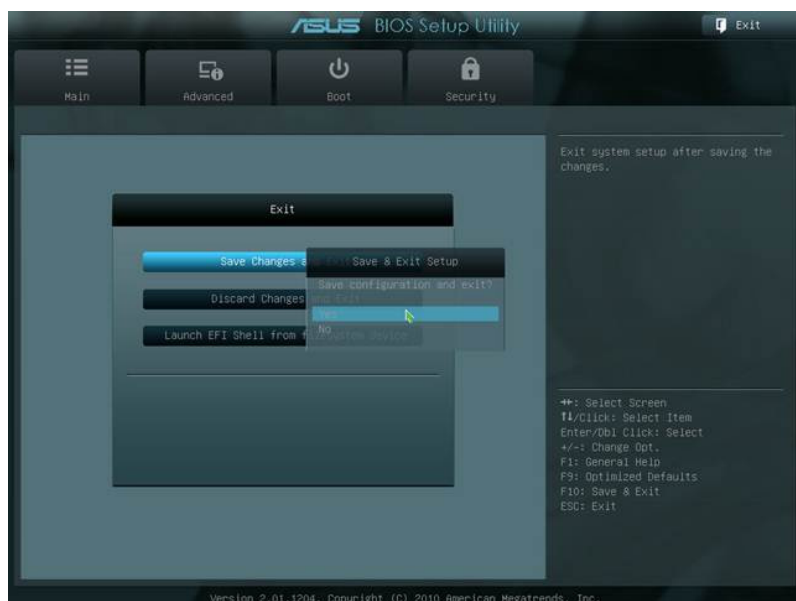 ASUS BIOS Setup Utility
Exit
Main
Advanced
Boot
Security
Exit system setup after saving the
changes.
Exit
Save Changes a
Save & Exit Setup
Save configuration and exit?
Discard Changes
Yes
No
Launch EFI Shell from filesystem device
↔: Select Screen
↑↓/Click: Select Item
Enter/Dbl Click: Select
+/-: Change Opt.
F1: General Help
F9: Optimized Defaults
F10: Save & Exit
ESC: Exit
Version 2.01.1204. Copyright (C) 2010 American Megatrends, Inc.